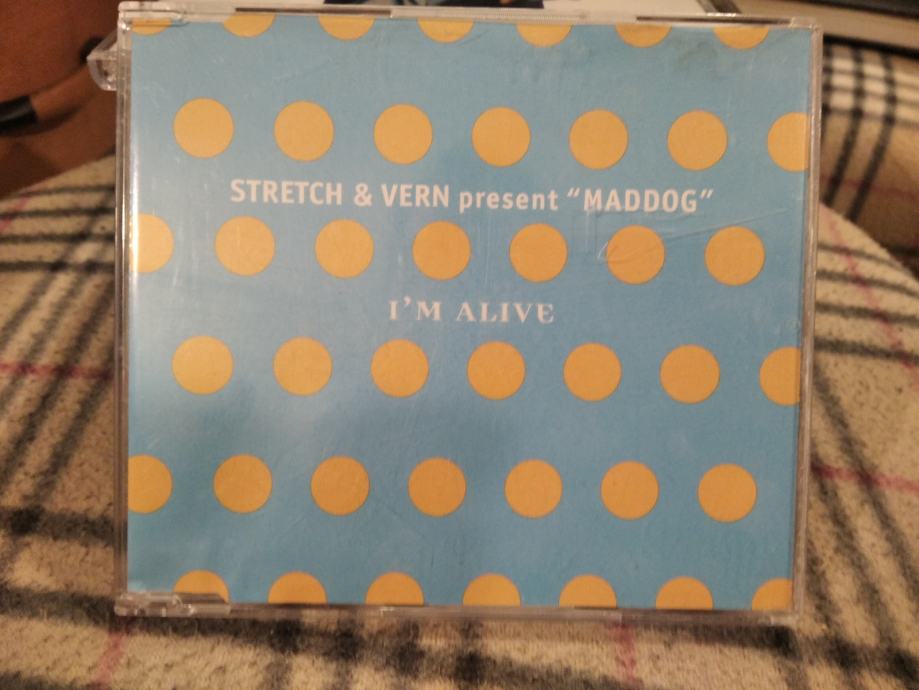 STRETCH & VERN present “MADDOG”
I’M ALIVE